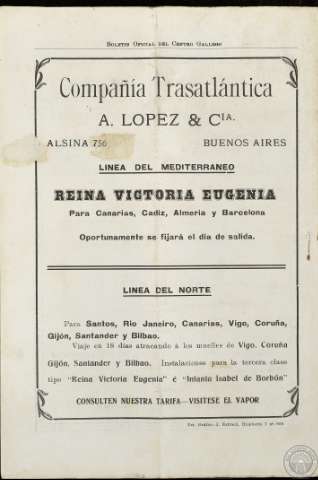 BOLETIN OFICIAL DEL CENTRO GALLEGO
Compañía Trasatlántica
A. LOPEZ & CIA.
ALSINA 756 BUENOS AIRES
LINEA DEL MEDITERRANEO
REINA VICTORIA EUGENIA
Para Canarias, Cadiz, Almeria y Barcelona
Oportunamente se fijará el dia de salida.
LINEA DEL NORTE
Para Santos, Rio Janeiro, Canarias, Vigo, Coruña,
Gijón, Santander y Bilbao.
Viaje en 18 dias atracando á los muelles de Vigo, Coruña
Gijón, Santander y Bilbao. Instalaciones para la tercera clase
tipo "Reina Victoria Eugenia" é "Infanta Isabel de Borbón"
CONSULTEN NUESTRA TARIFA—VISITESE EL VAPOR